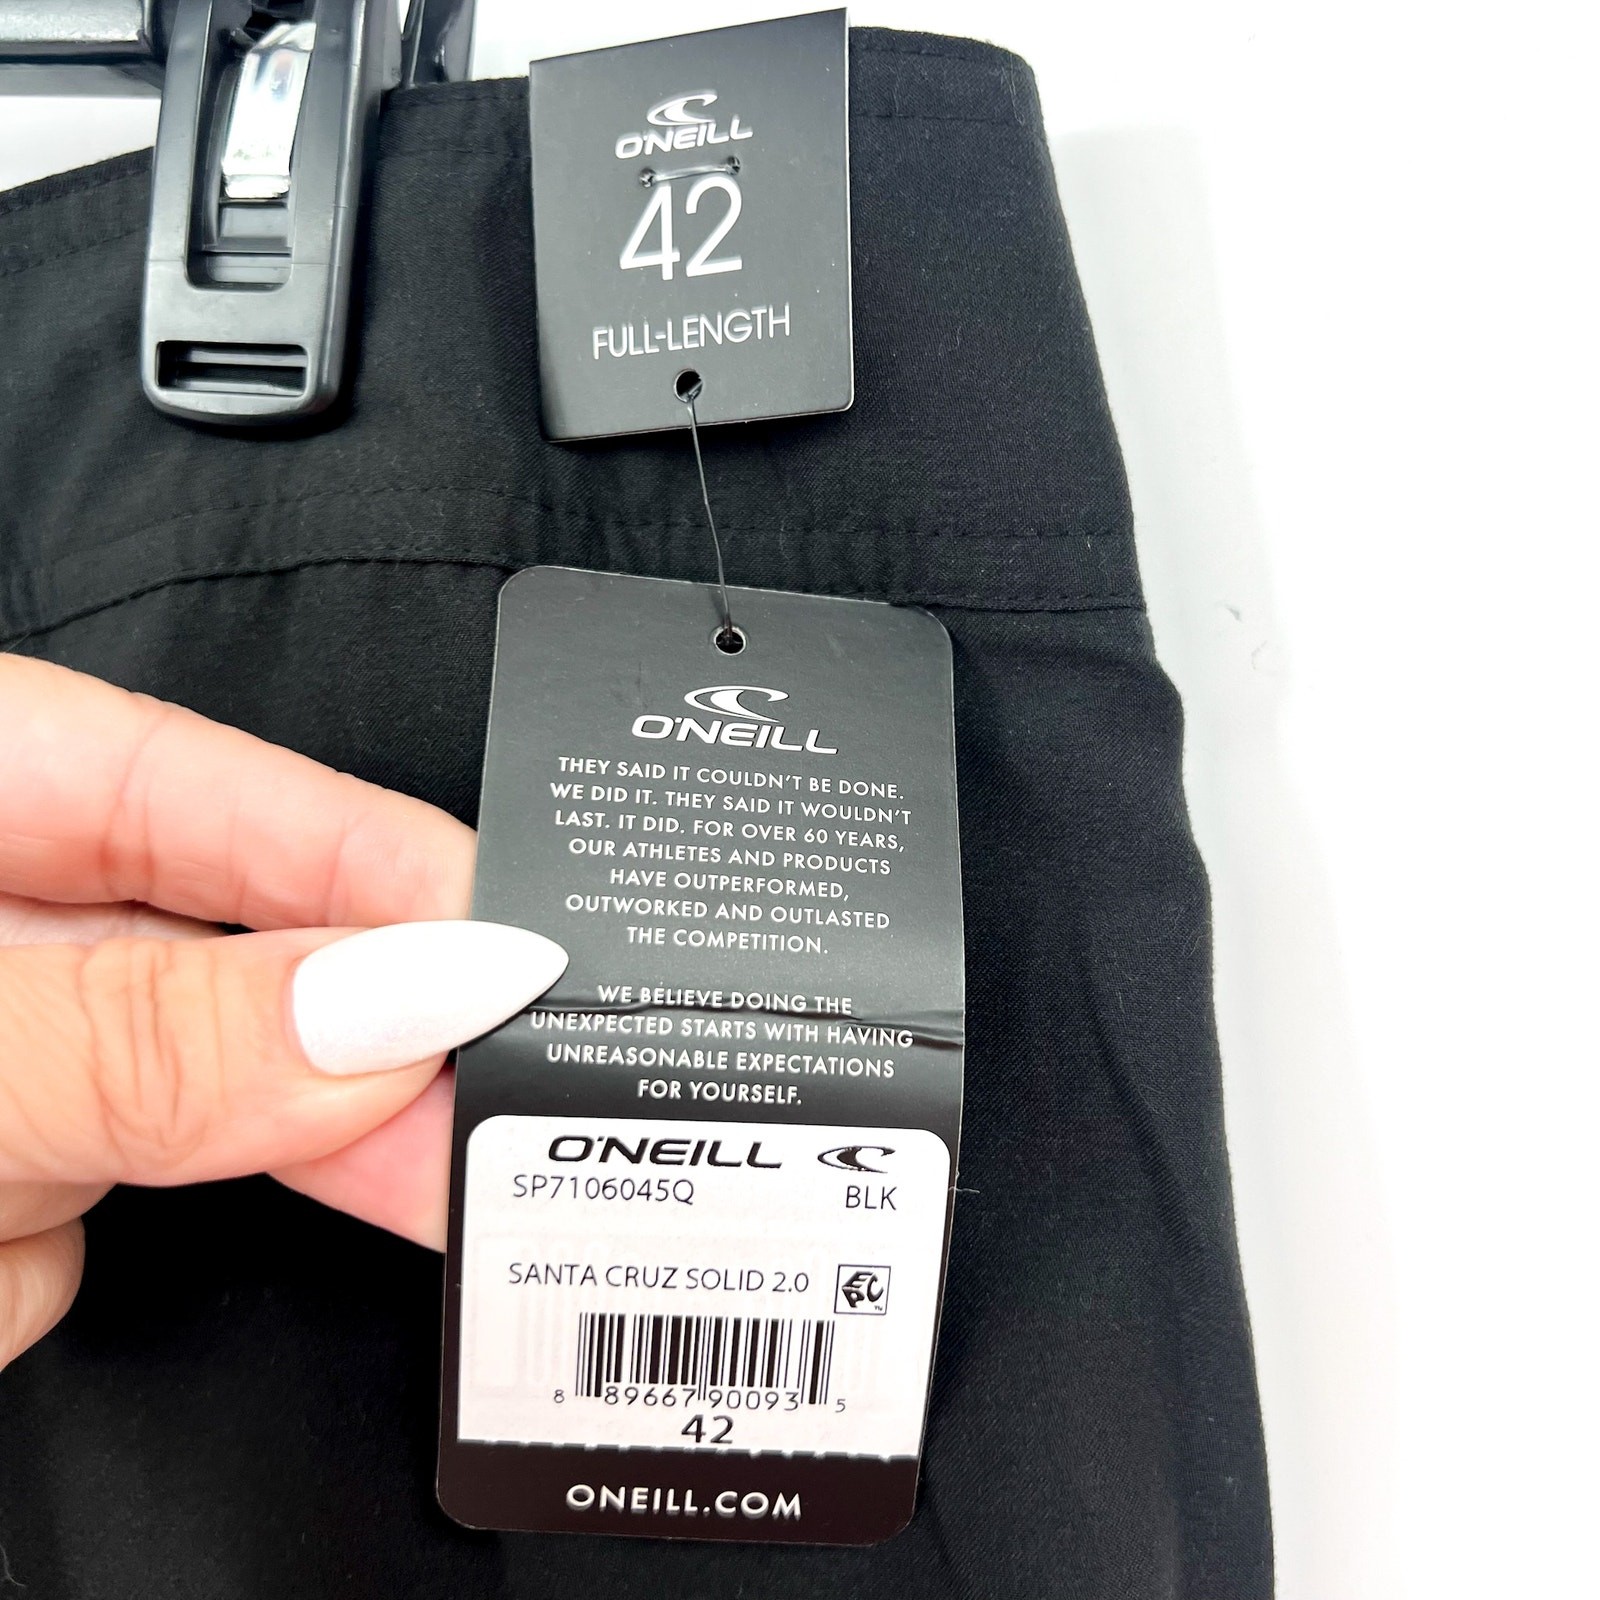 O'NEILL
42
FULL-LENGTH
O'NEILL
THEY SAID IT COULDN'T BE DONE.
WE DID IT. THEY SAID IT WOULDN'T
LAST. IT DID. FOR OVER 60 YEARS,
OUR ATHLETES AND PRODUCTS
HAVE OUTPERFORMED,
OUTWORKED AND OUTLASTED
THE COMPETITION.
WE BELIEVE DOING THE
UNEXPECTED STARTS WITH HAVING
UNREASONABLE EXPECTATIONS
FOR YOURSELF.
O'NEILL
SP7106045Q BLK
SANTA CRUZ SOLID 2.0 EPC™
8 89667 90093 5
42
ONEILL.COM